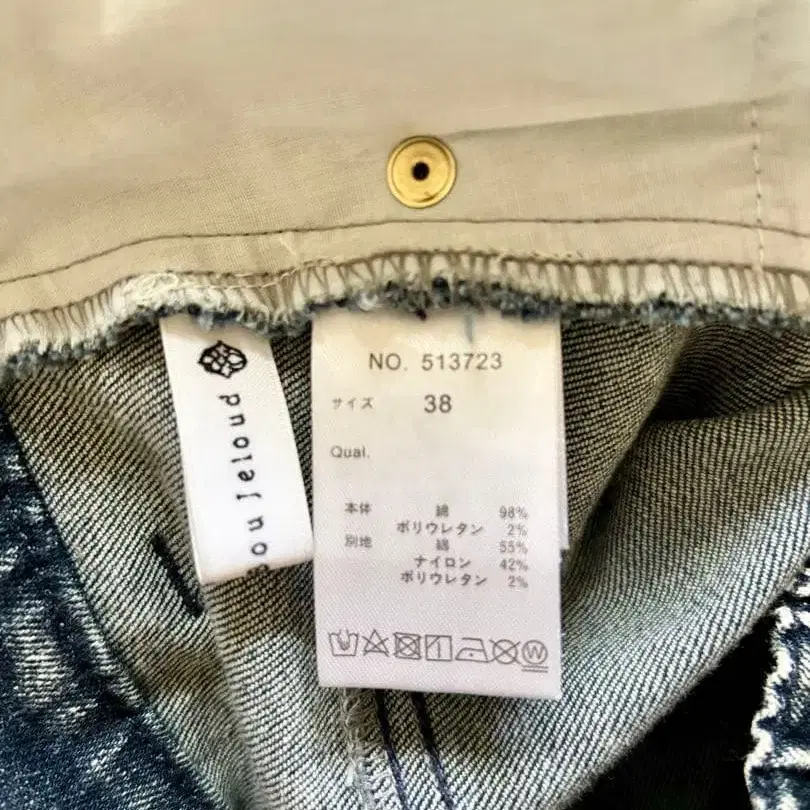 sou jeloud
NO. 513723
サイズ 38
Qual.
本体 綿 98%
ポリウレタン 2%
別地 綿 55%
ナイロン 42%
ポリウレタン 2%
W